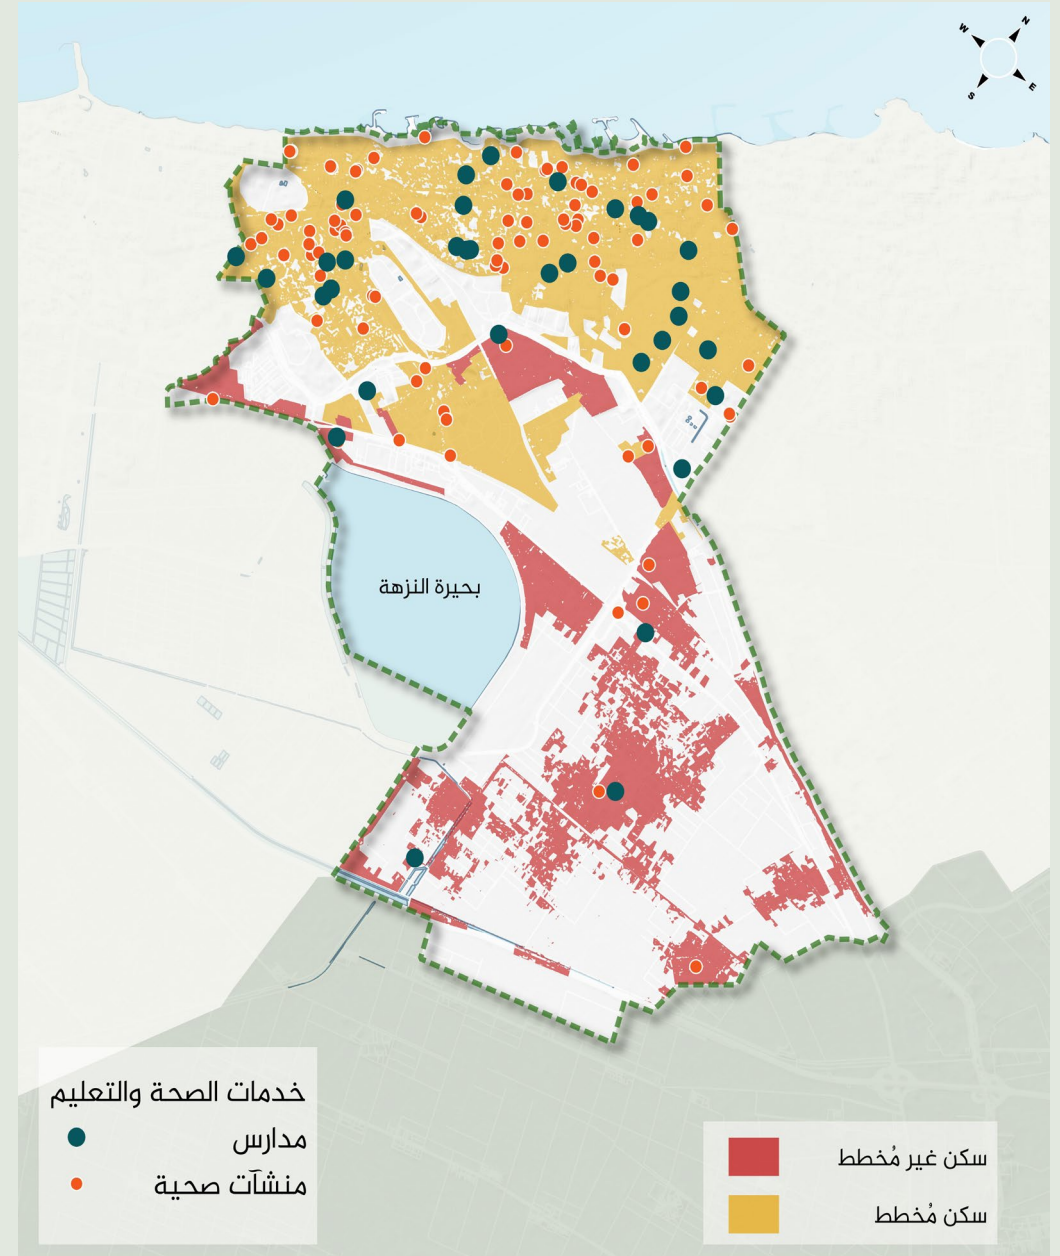 N
W
E
S
بحيرة النزهة
خدمات الصحة والتعليم
مدارس
منشآت صحية
سكن غير مُخطط
سكن مُخطط